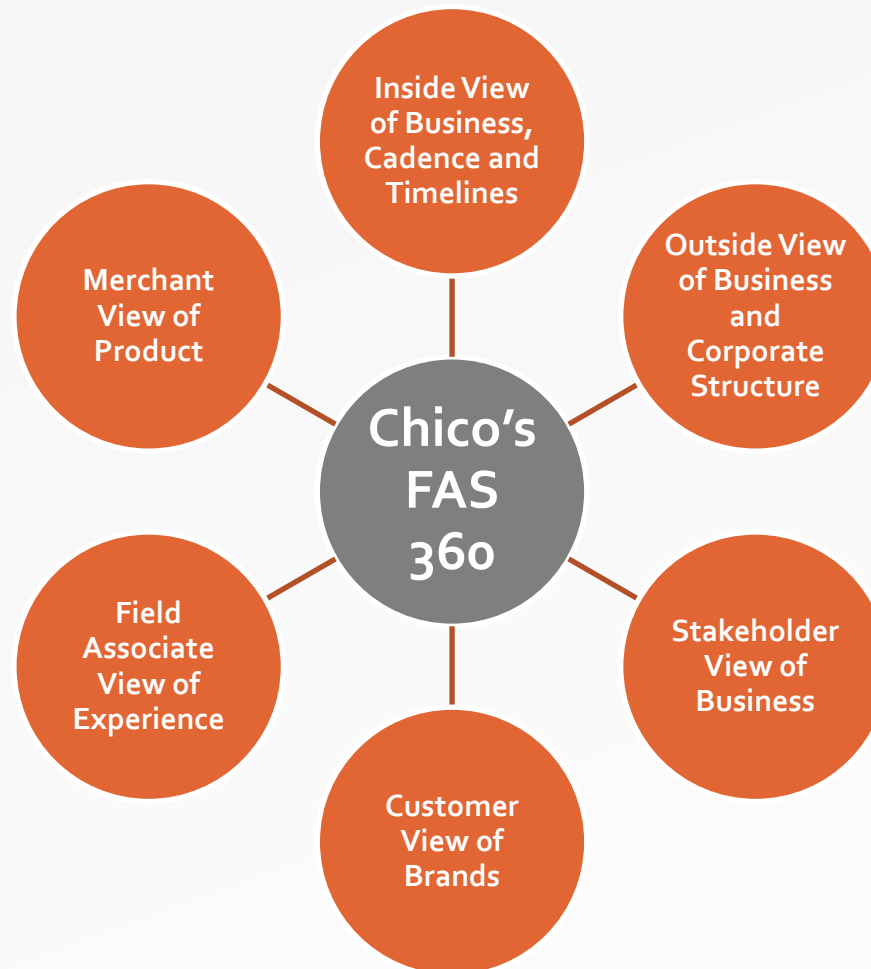 Inside View
of Business,
Cadence and
Timelines
Outside View
of Business
and
Corporate
Structure
Stakeholder
View of
Business
Customer
View of
Brands
Field
Associate
View of
Experience
Merchant
View of
Product
Chico’s
FAS
360